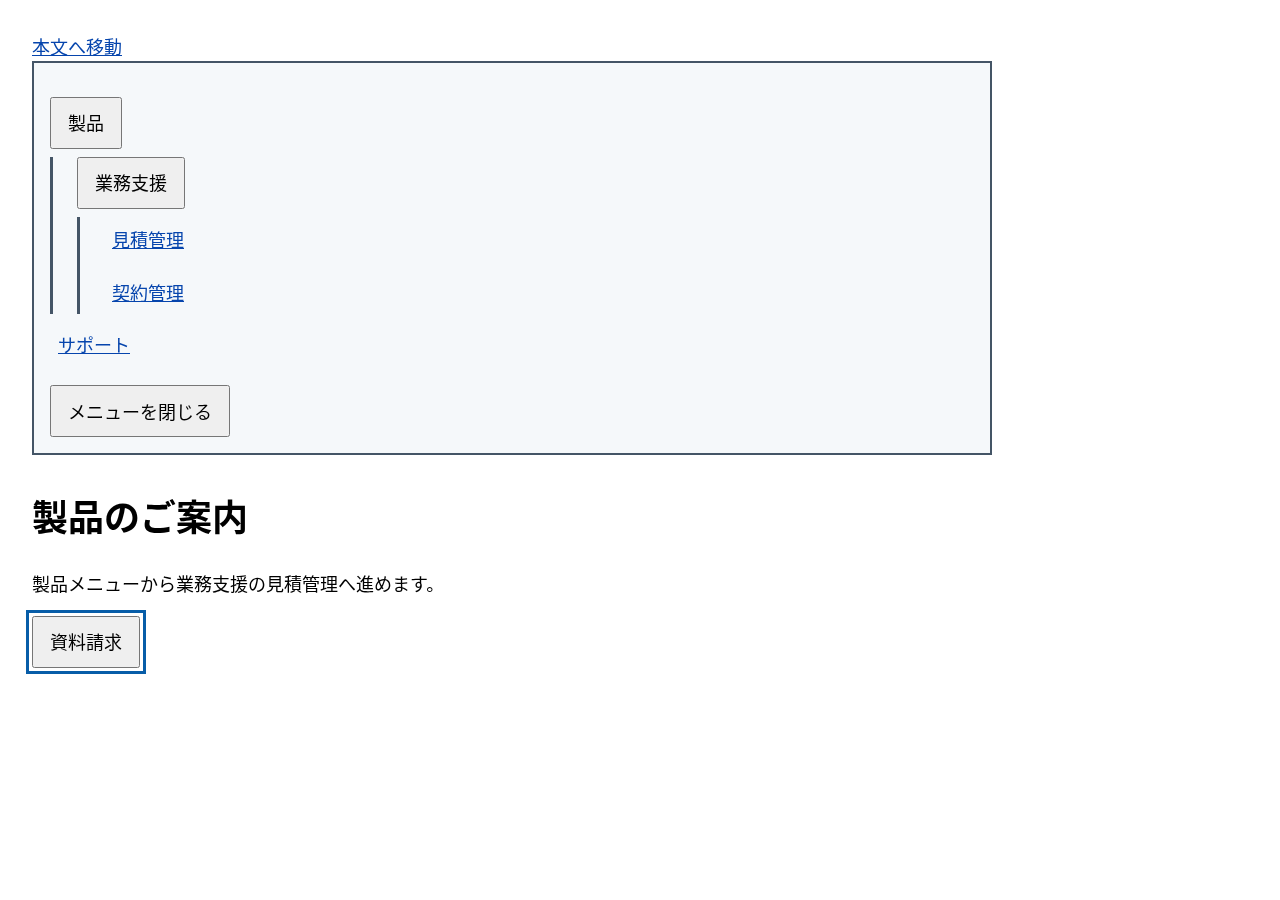 本文へ移動
製品
業務支援
見積管理
契約管理
サポート
メニューを閉じる
製品のご案内
製品メニューから業務支援の見積管理へ進めます。
資料請求